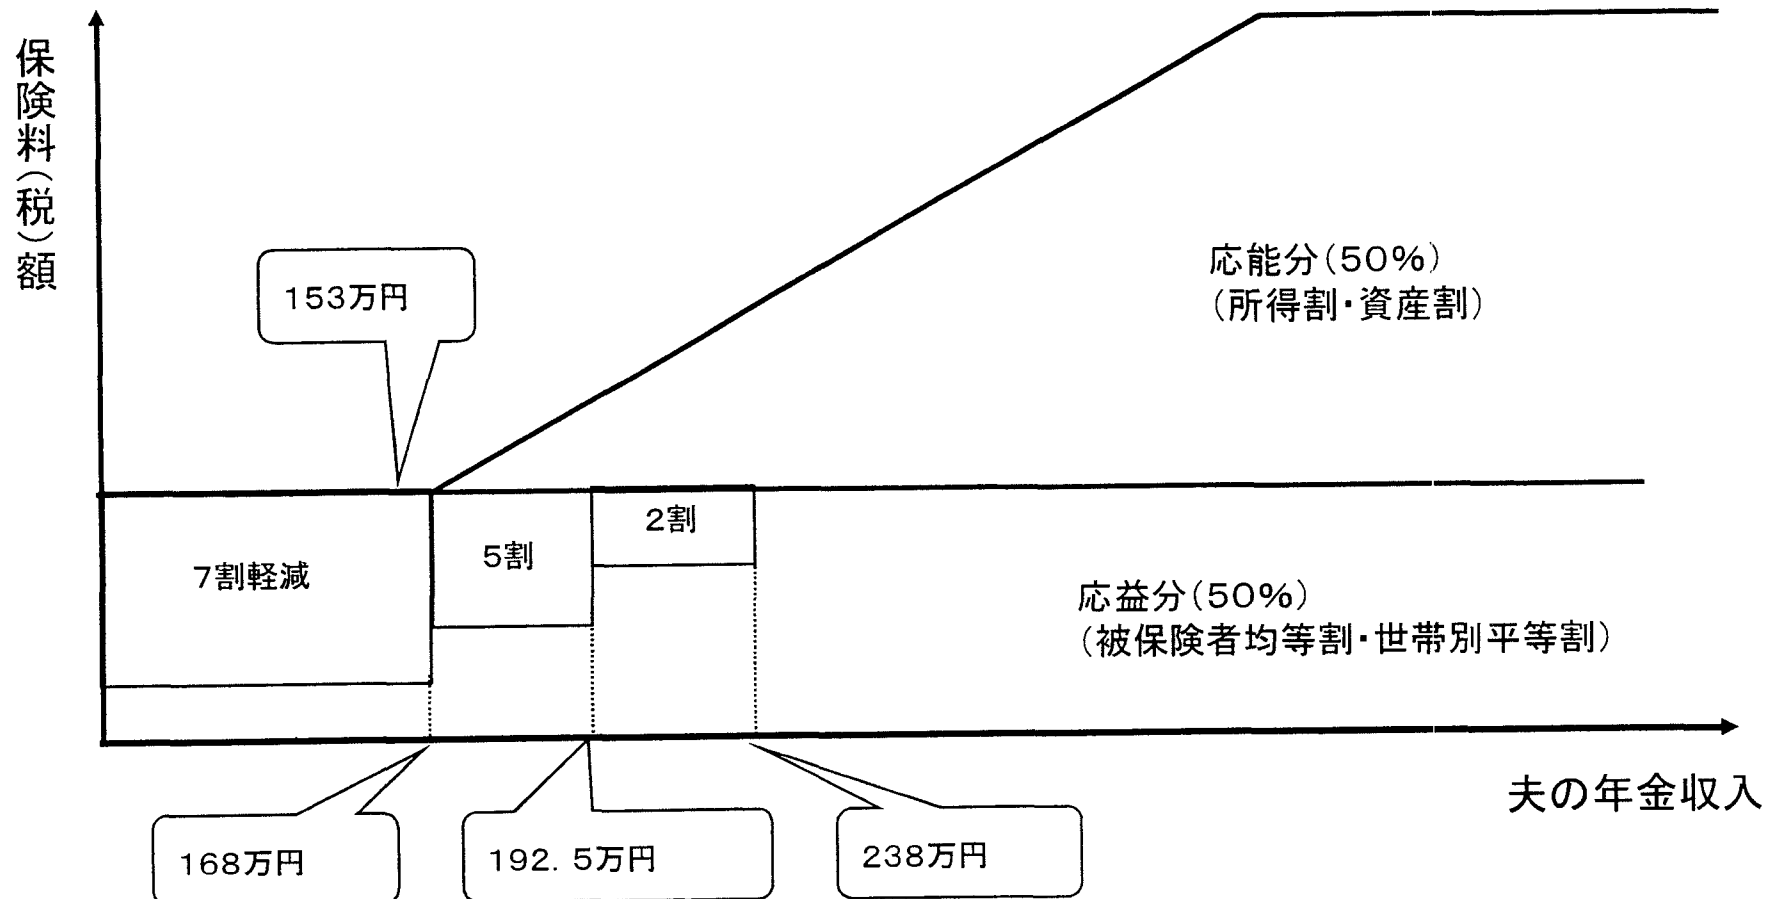 保険料（税）額
153万円
応能分（50％）
（所得割・資産割）
7割軽減
5割
2割
応益分（50％）
（被保険者均等割・世帯別平等割）
夫の年金収入
168万円
192．5万円
238万円